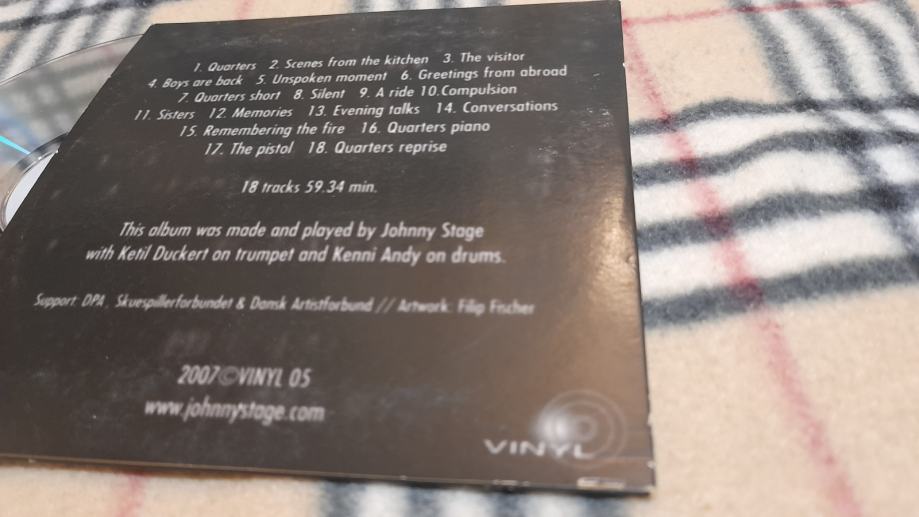 1. Quarters 2. Scenes from the kitchen 3. The visitor
4. Boys are back 5. Unspoken moment 6. Greetings from abroad
7. Quarters short 8. Silent 9. A ride 10.Compulsion
11. Sisters 12. Memories 13. Evening talks 14. Conversations
15. Remembering the fire 16. Quarters piano
17. The pistol 18. Quarters reprise
18 tracks 59.34 min.
This album was made and played by Johnny Stage
with Ketil Duckert on trumpet and Kenni Andy on drums.
Support: DPA, Skuespillerforbundet & Dansk Artistforbund // Artwork: Filip Fischer
2007©VINYL 05
www.johnnystage.com
VINYL